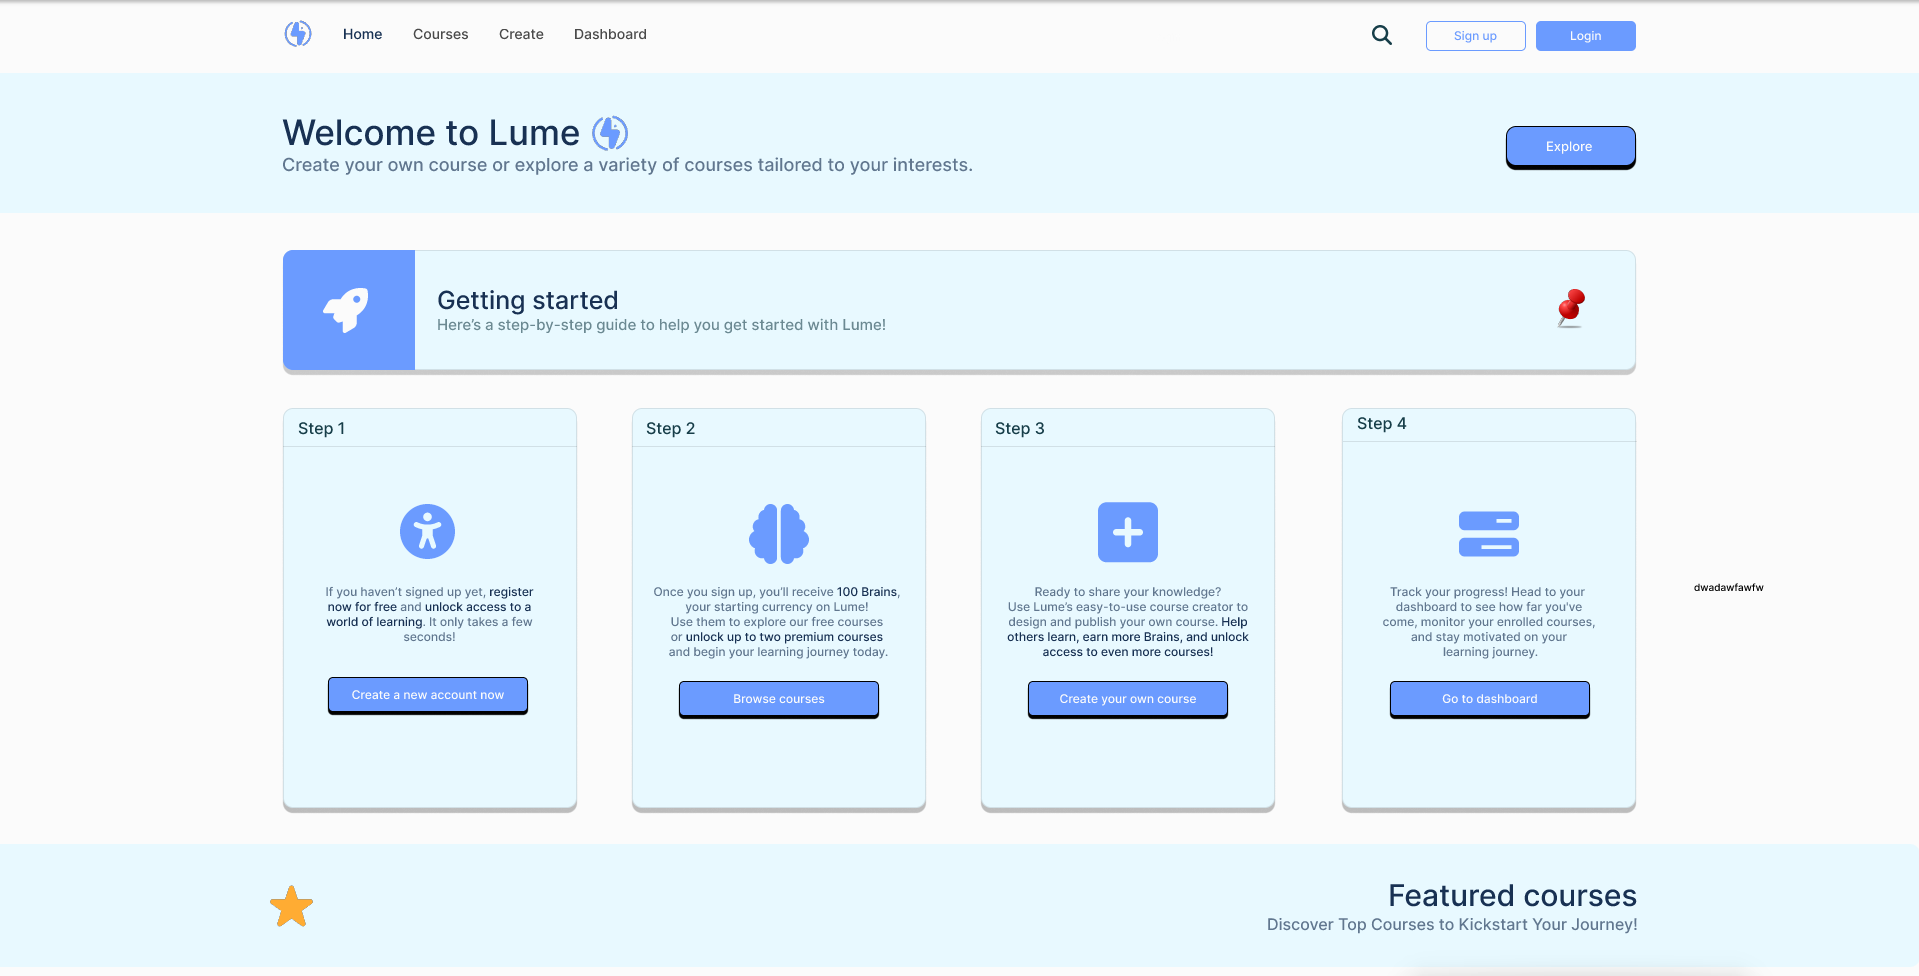 Home Courses Create Dashboard Sign up Login
Welcome to Lume
Create your own course or explore a variety of courses tailored to your interests.
Explore
Getting started
Here's a step-by-step guide to help you get started with Lume!
Step 1
If you haven't signed up yet, register
now for free and unlock access to a
world of learning. It only takes a few
seconds!
Create a new account now
Step 2
Once you sign up, you'll receive 100 Brains,
your starting currency on Lume!
Use them to explore our free courses
or unlock up to two premium courses
and begin your learning journey today.
Browse courses
Step 3
Ready to share your knowledge?
Use Lume's easy-to-use course creator to
design and publish your own course. Help
others learn, earn more Brains, and unlock
access to even more courses!
Create your own course
Step 4
Track your progress! Head to your
dashboard to see how far you've
come, monitor your enrolled courses,
and stay motivated on your
learning journey.
Go to dashboard
dwadawfawfw
Featured courses
Discover Top Courses to Kickstart Your Journey!